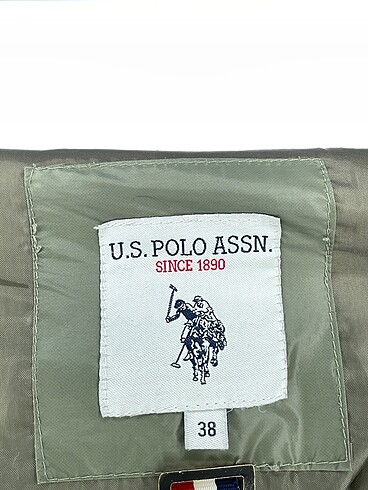 U.S. POLO ASSN.
SINCE 1890
38